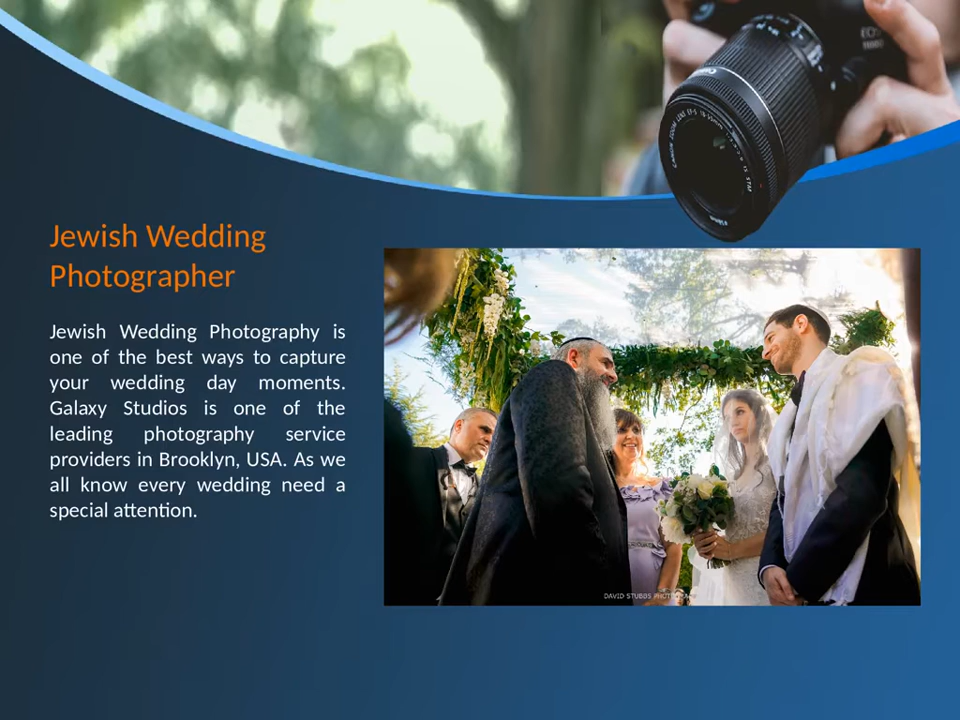 Canon
Jewish Wedding
Photographer
Jewish Wedding Photography is
one of the best ways to capture
your wedding day moments.
Galaxy Studios is one of the
leading photography service
providers in Brooklyn, USA. As we
all know every wedding need a
special attention.
DAVID STUBBS